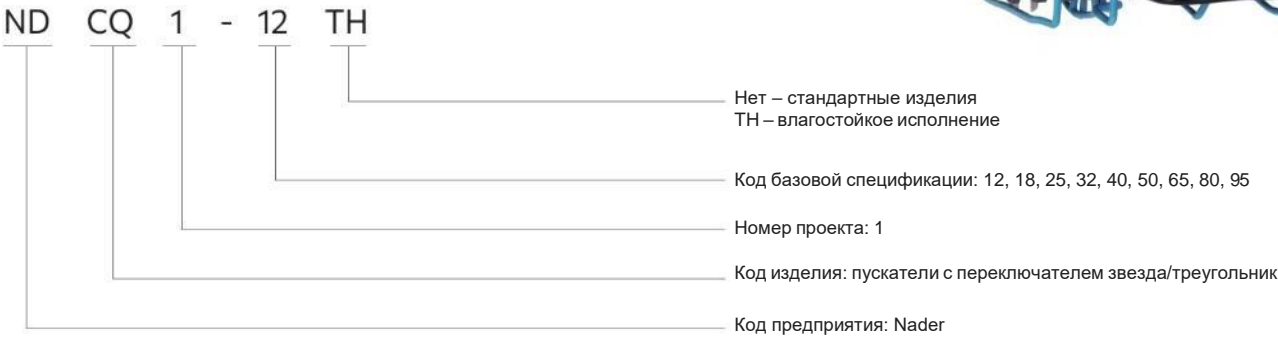 ND CQ 1 - 12 TH
Нет – стандартные изделия
TH – влагостойкое исполнение
Код базовой спецификации: 12, 18, 25, 32, 40, 50, 65, 80, 95
Номер проекта: 1
Код изделия: пускатели с переключателем звезда/треугольник
Код предприятия: Nader